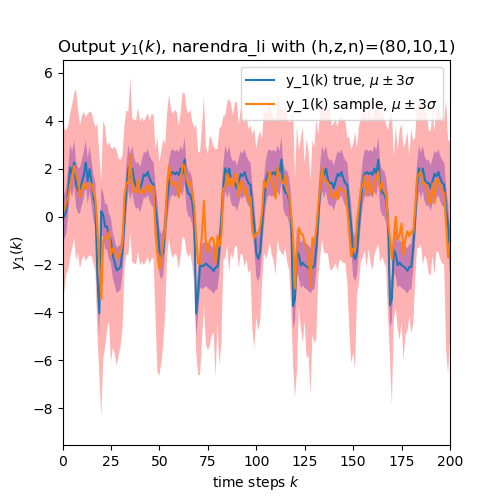 Output y₁(k), narendra_li with (h,z,n)=(80,10,1)
y_1(k) true, μ ± 3σ
y_1(k) sample, μ ± 3σ
6
4
2
0
−2
−4
−6
−8
y₁(k)
0 25 50 75 100 125 150 175 200
time steps k